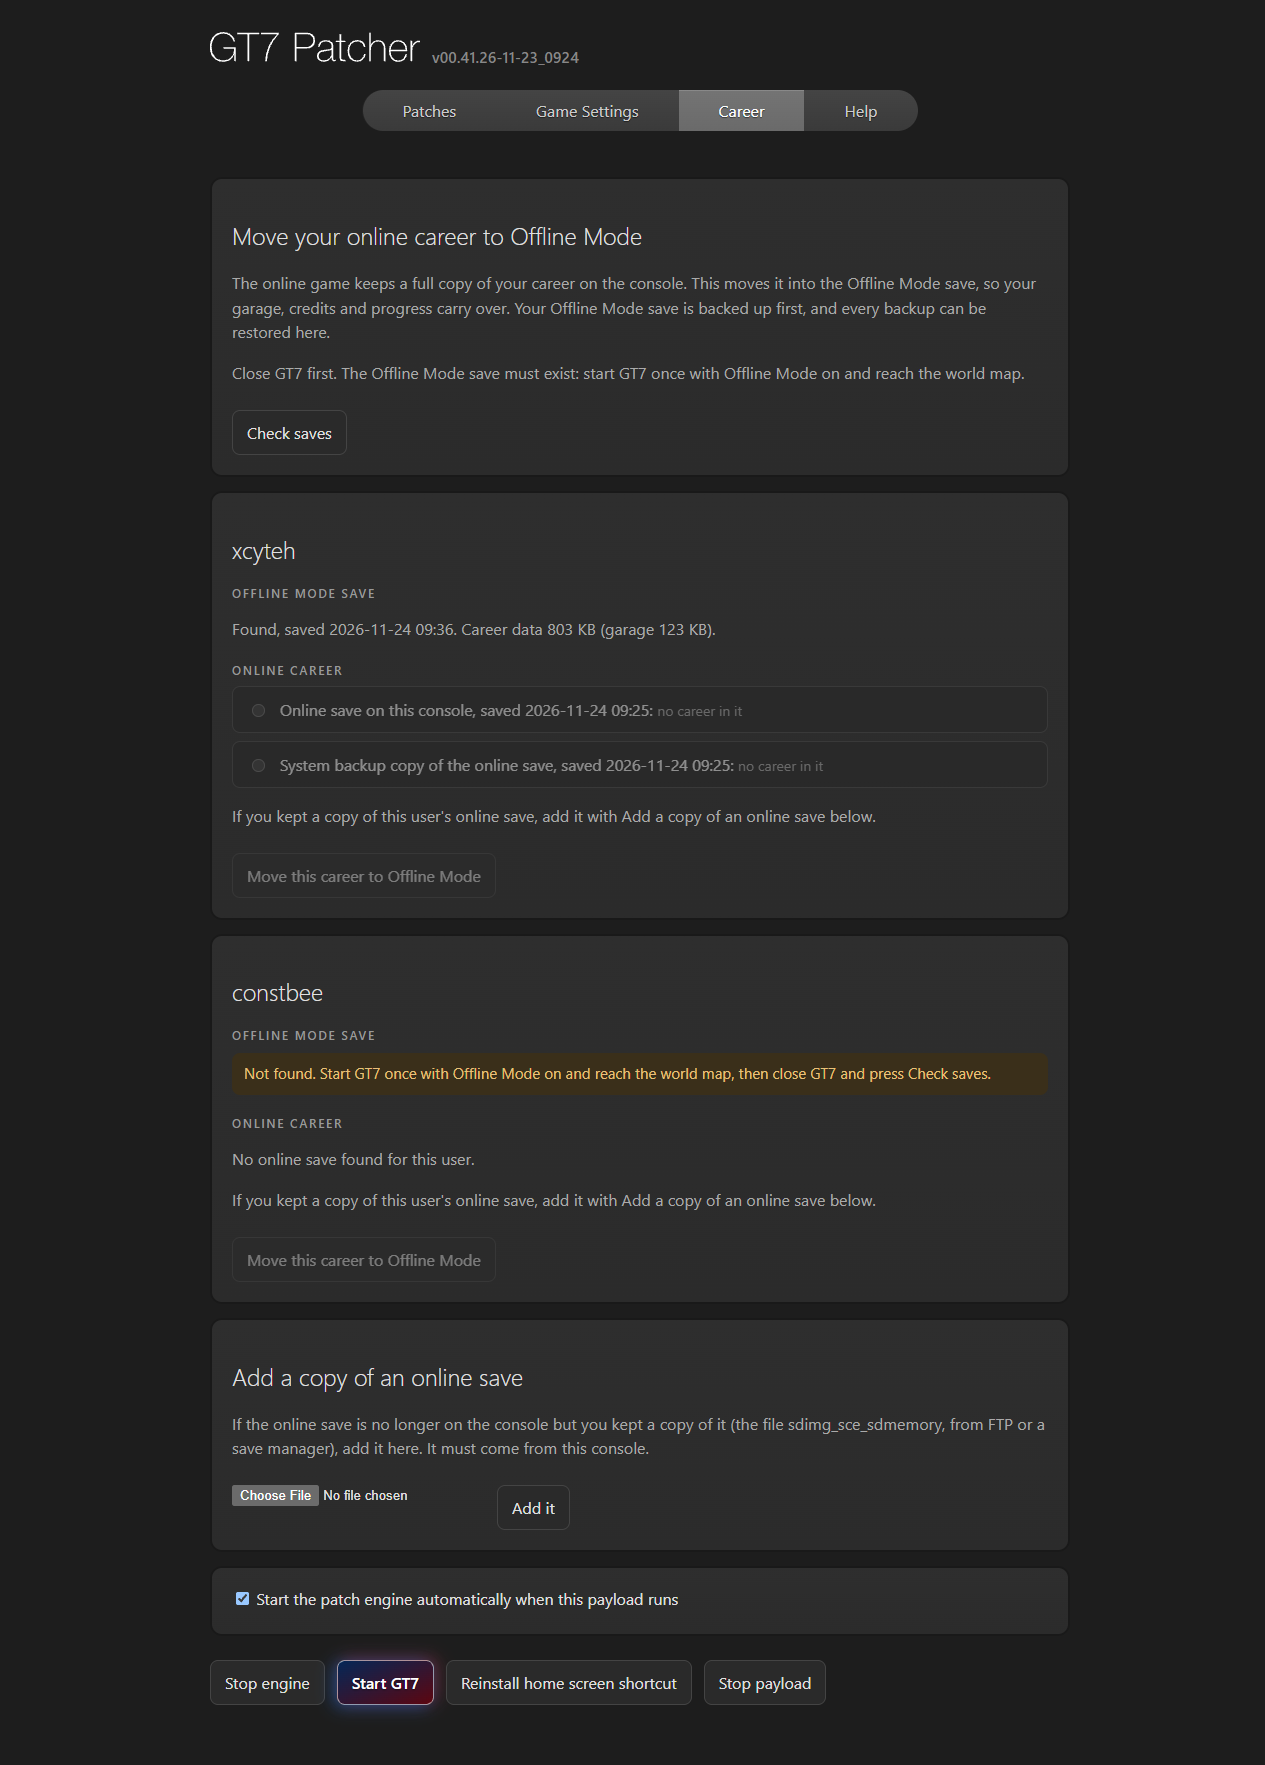 GT7 Patcher v00.41.26-11-23_0924
Patches Game Settings Career Help
Move your online career to Offline Mode
The online game keeps a full copy of your career on the console. This moves it into the Offline Mode save, so your
garage, credits and progress carry over. Your Offline Mode save is backed up first, and every backup can be
restored here.
Close GT7 first. The Offline Mode save must exist: start GT7 once with Offline Mode on and reach the world map.
Check saves
xcyteh
OFFLINE MODE SAVE
Found, saved 2026-11-24 09:36. Career data 803 KB (garage 123 KB).
ONLINE CAREER
Online save on this console, saved 2026-11-24 09:25: no career in it
System backup copy of the online save, saved 2026-11-24 09:25: no career in it
If you kept a copy of this user's online save, add it with Add a copy of an online save below.
Move this career to Offline Mode
constbee
OFFLINE MODE SAVE
Not found. Start GT7 once with Offline Mode on and reach the world map, then close GT7 and press Check saves.
ONLINE CAREER
No online save found for this user.
If you kept a copy of this user's online save, add it with Add a copy of an online save below.
Move this career to Offline Mode
Add a copy of an online save
If the online save is no longer on the console but you kept a copy of it (the file sdimg_sce_sdmemory, from FTP or a
save manager), add it here. It must come from this console.
Choose File No file chosen Add it
Start the patch engine automatically when this payload runs
Stop engine Start GT7 Reinstall home screen shortcut Stop payload